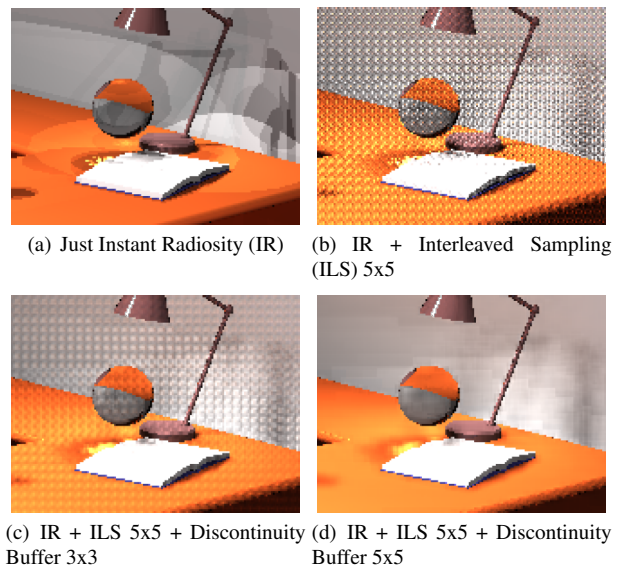 (a) Just Instant Radiosity (IR)
(b) IR + Interleaved Sampling
(ILS) 5x5
(c) IR + ILS 5x5 + Discontinuity
Buffer 3x3
(d) IR + ILS 5x5 + Discontinuity
Buffer 5x5